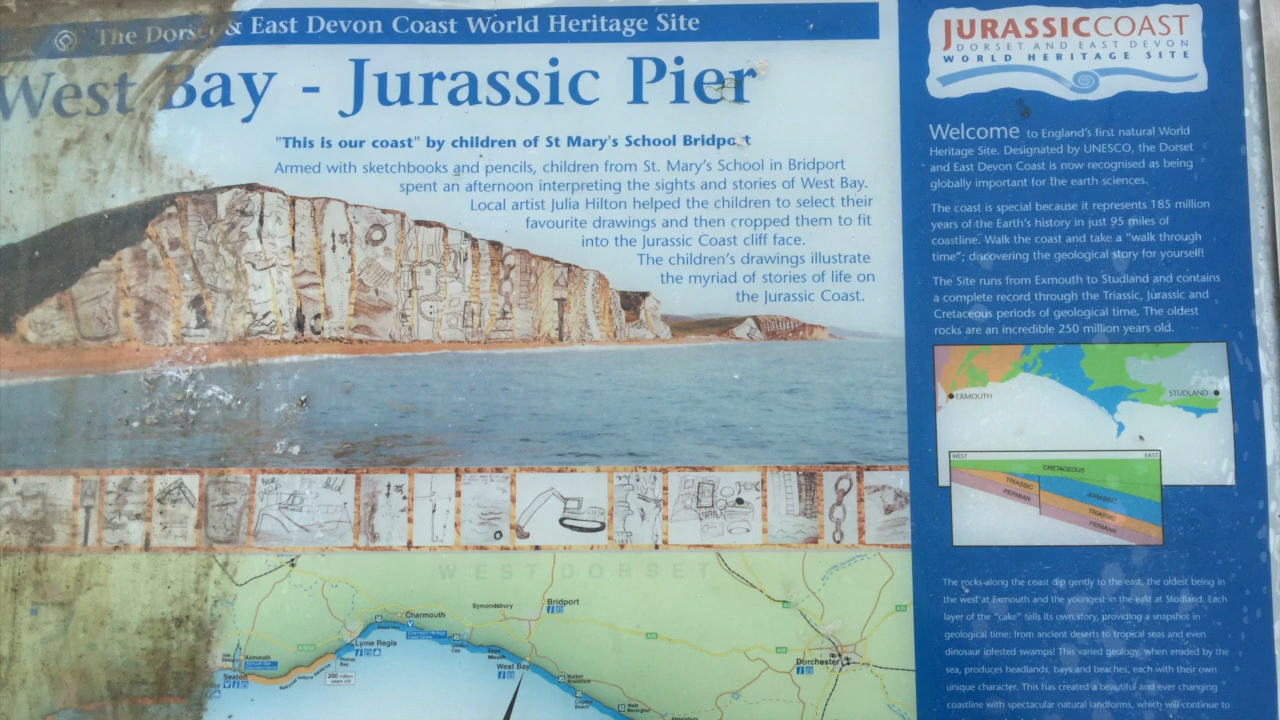 The Dorset & East Devon Coast World Heritage Site
West Bay - Jurassic Pier
"This is our coast" by children of St Mary's School Bridport
Armed with sketchbooks and pencils, children from St. Mary's School in Bridport
spent an afternoon interpreting the sights and stories of West Bay.
Local artist Julia Hilton helped the children to select their
favourite drawings and then cropped them to fit
into the Jurassic Coast cliff face.
The children's drawings illustrate
the myriad of stories of life on
the Jurassic Coast.
WEST DORSET
Symondsbury
Bridport
Charmouth
Lyme Regis
Axmouth
Seaton
200 million
West Bay
Dorchester
JURASSICCOAST
DORSET AND EAST DEVON
WORLD HERITAGE SITE
Welcome to England's first natural World
Heritage Site. Designated by UNESCO, the Dorset
and East Devon Coast is now recognised as being
globally important for the earth sciences.
The coast is special because it represents 185 million
years of the Earth's history in just 95 miles of
coastline. Walk the coast and take a "walk through
time"; discovering the geological story for yourself!
The Site runs from Exmouth to Studland and contains
a complete record through the Triassic, Jurassic and
Cretaceous periods of geological time. The oldest
rocks are an incredible 250 million years old.
EXMOUTH
STUDLAND
WEST
EAST
CRETACEOUS
TRIASSIC
JURASSIC
PERMIAN
TRIASSIC
PERMIAN
The rocks along the coast dip gently to the east, the oldest being in
the west at Exmouth and the youngest in the east at Studland. Each
layer of the "cake" tells its own story, providing a snapshot in
geological time: from ancient deserts to tropical seas and even
dinosaur infested swamps! This varied geology, when eroded by the
sea, produces headlands, bays and beaches, each with their own
unique character. This has created a beautiful and ever changing
coastline with spectacular natural landforms, which will continue to